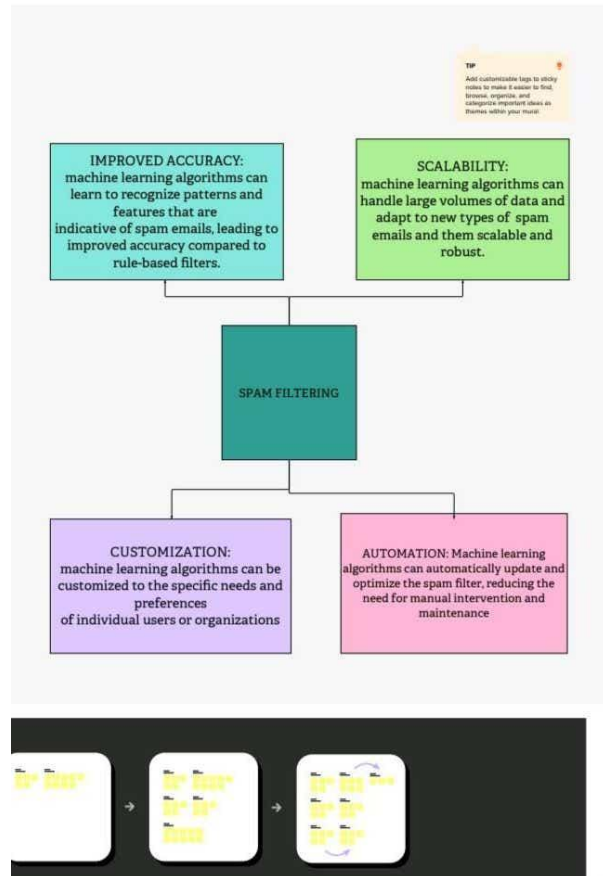 TIP
Add customizable tags to sticky
notes to make it easier to find,
browse, organize, and
categorize important ideas as
themes within your mural
IMPROVED ACCURACY:
machine learning algorithms can
learn to recognize patterns and
features that are
indicative of spam emails, leading to
improved accuracy compared to
rule-based filters.
SCALABILITY:
machine learning algorithms can
handle large volumes of data and
adapt to new types of spam
emails and them scalable and
robust.
SPAM FILTERING
CUSTOMIZATION:
machine learning algorithms can be
customized to the specific needs and
preferences
of individual users or organizations
AUTOMATION: Machine learning
algorithms can automatically update and
optimize the spam filter, reducing the
need for manual intervention and
maintenance